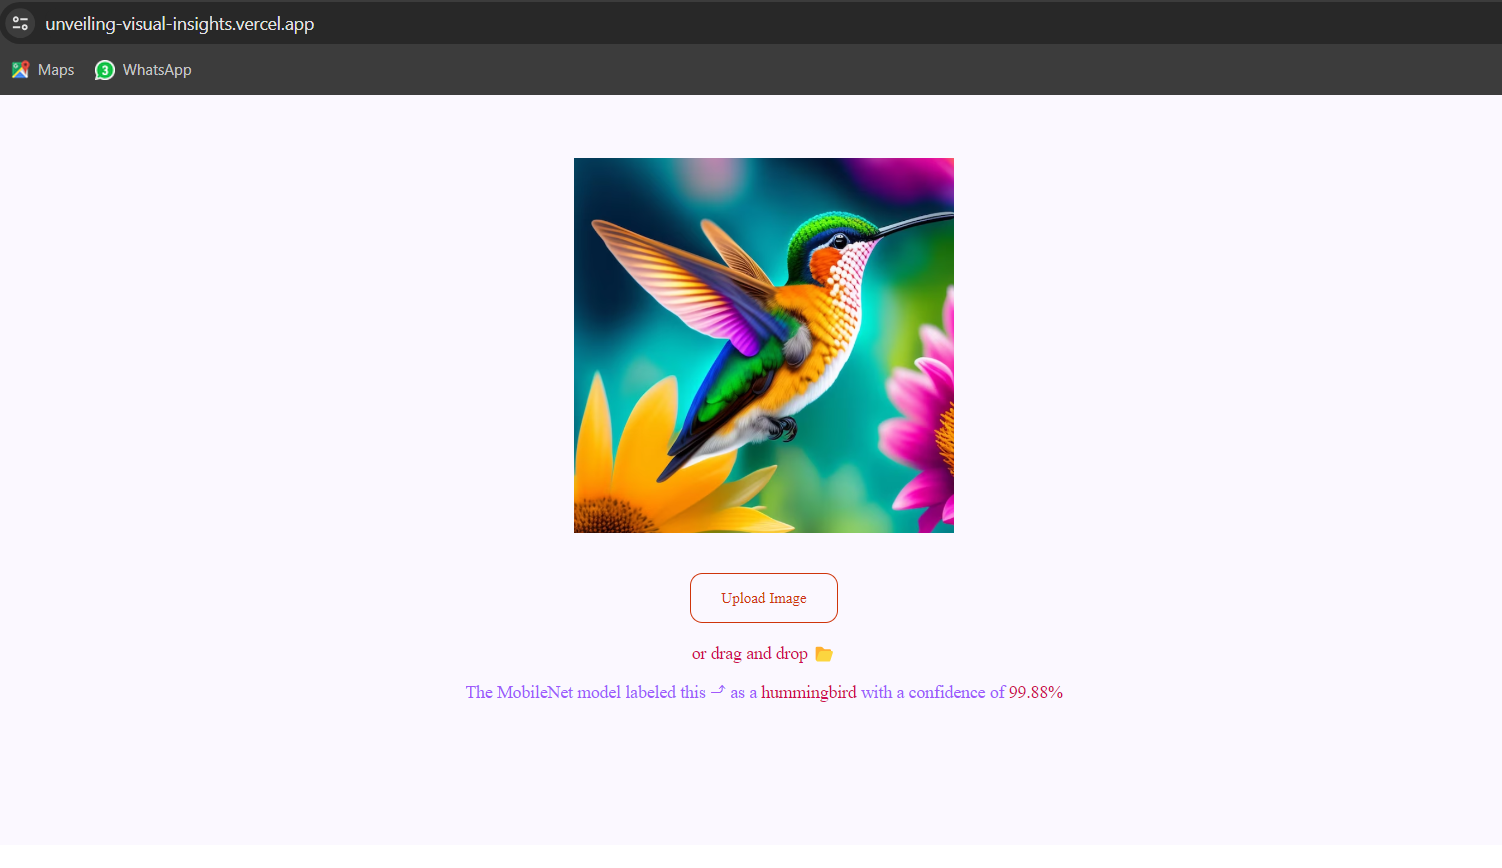 unveiling-visual-insights.vercel.app
Maps 3 WhatsApp
Upload Image
or drag and drop 📂
The MobileNet model labeled this ⤴ as a hummingbird with a confidence of 99.88%